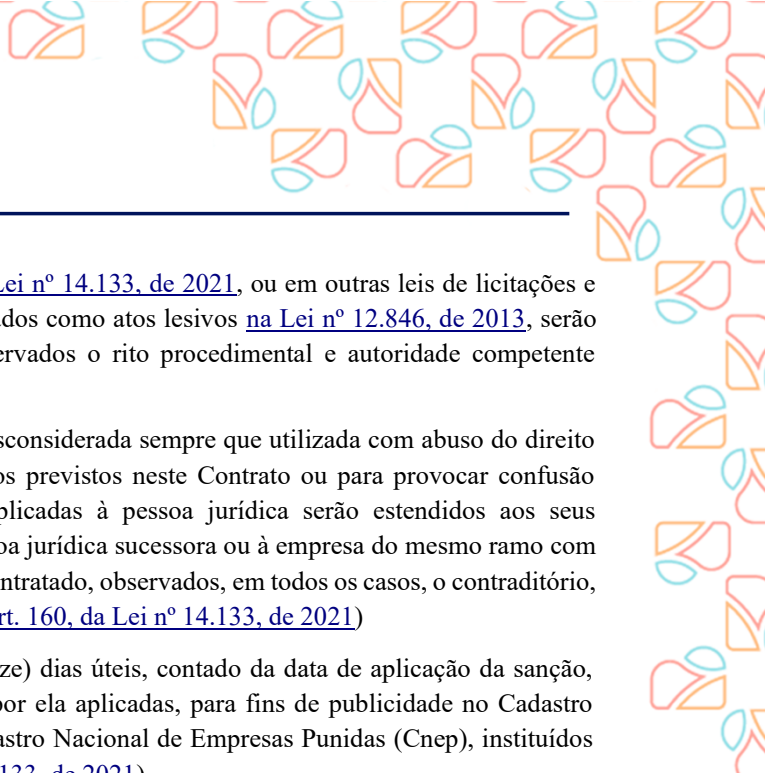 Lei nº 14.133, de 2021, ou em outras leis de licitações e
dos como atos lesivos na Lei nº 12.846, de 2013, serão
ervados o rito procedimental e autoridade competente
sconsiderada sempre que utilizada com abuso do direito
os previstos neste Contrato ou para provocar confusão
plicadas à pessoa jurídica serão estendidos aos seus
oa jurídica sucessora ou à empresa do mesmo ramo com
ntratado, observados, em todos os casos, o contraditório,
rt. 160, da Lei nº 14.133, de 2021)
ze) dias úteis, contado da data de aplicação da sanção,
por ela aplicadas, para fins de publicidade no Cadastro
astro Nacional de Empresas Punidas (Cnep), instituídos
133, de 2021)